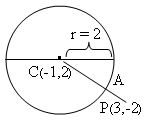 r = 2
C(-1,2)
A
P(3,-2)